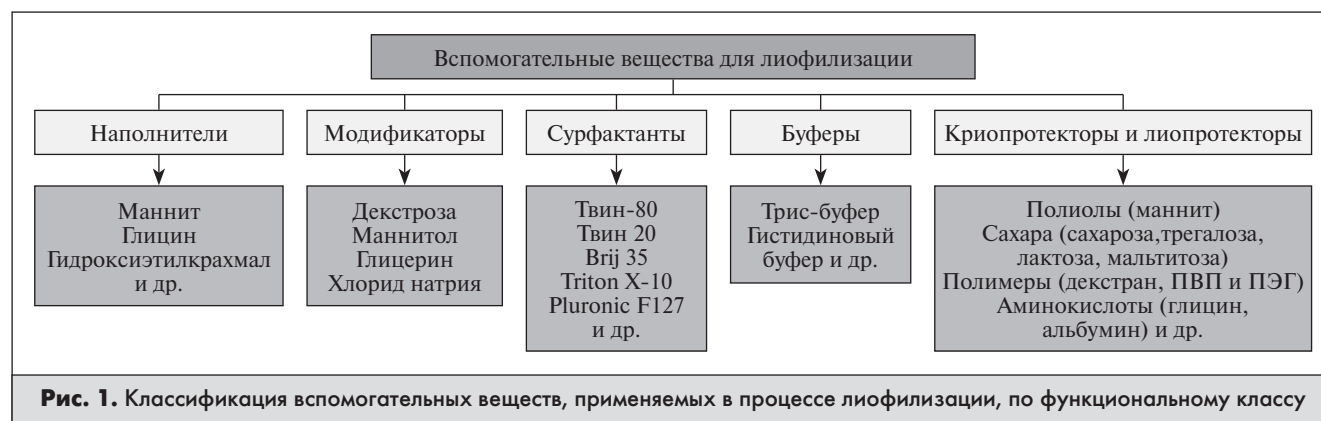 Вспомогательные вещества для лиофилизации
Наполнители
Модификаторы
Сурфактанты
Буферы
Криопротекторы и лиопротекторы
Маннит
Глицин
Гидроксиэтилкрахмал
и др.
Декстроза
Маннитол
Глицерин
Хлорид натрия
Твин-80
Твин 20
Brij 35
Triton X-10
Pluronic F127
и др.
Трис-буфер
Гистидиновый
буфер и др.
Полиолы (маннит)
Сахара (сахароза,трегалоза,
лактоза, мальтитоза)
Полимеры (декстран, ПВП и ПЭГ)
Аминокислоты (глицин,
альбумин) и др.
Рис. 1. Классификация вспомогательных веществ, применяемых в процессе лиофилизации, по функциональному классу